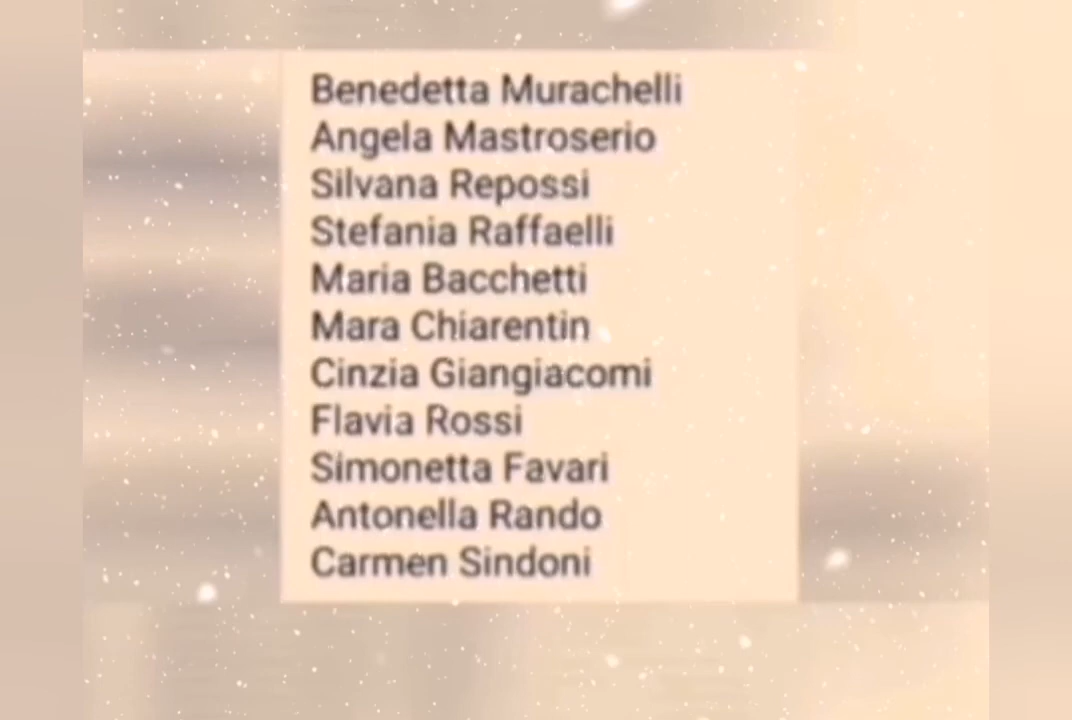 Benedetta Murachelli
Angela Mastroserio
Silvana Repossi
Stefania Raffaelli
Maria Bacchetti
Mara Chiarentin
Cinzia Giangiacomi
Flavia Rossi
Simonetta Favari
Antonella Rando
Carmen Sindoni